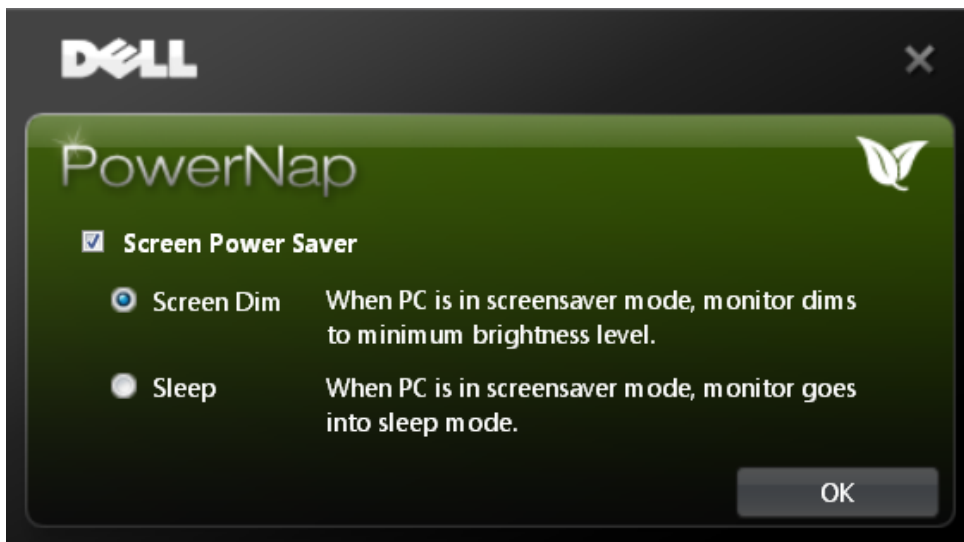 DELL
PowerNap
Screen Power Saver
Screen Dim When PC is in screensaver mode, monitor dims
to minimum brightness level.
Sleep When PC is in screensaver mode, monitor goes
into sleep mode.
OK